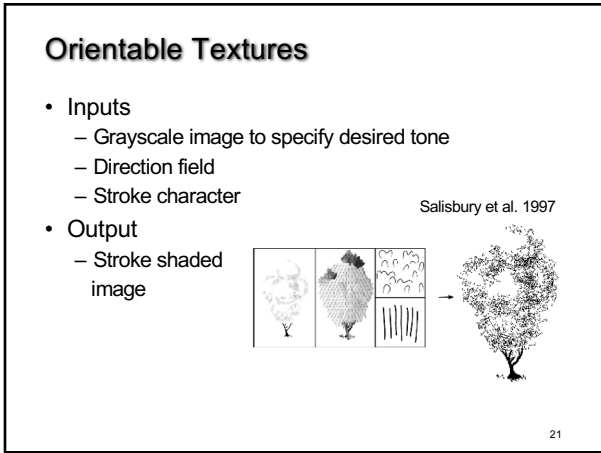 Orientable Textures
• Inputs
– Grayscale image to specify desired tone
– Direction field
– Stroke character
Salisbury et al. 1997
• Output
– Stroke shaded
image
21